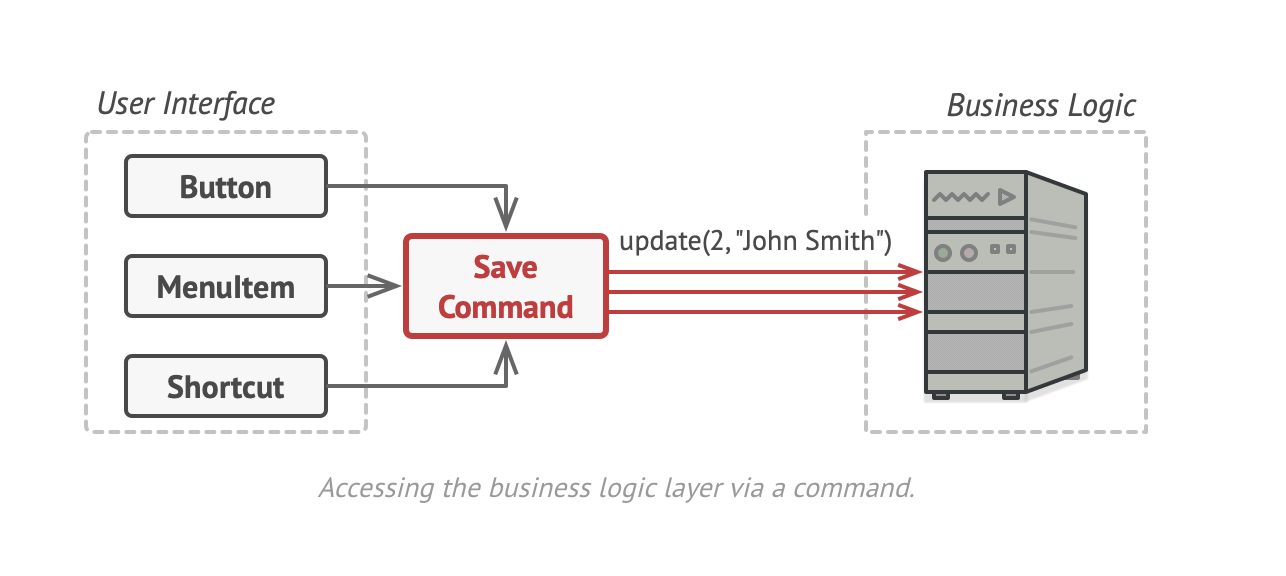 User Interface
Business Logic
Button
MenuItem
Shortcut
Save
Command
update(2, "John Smith")
Accessing the business logic layer via a command.